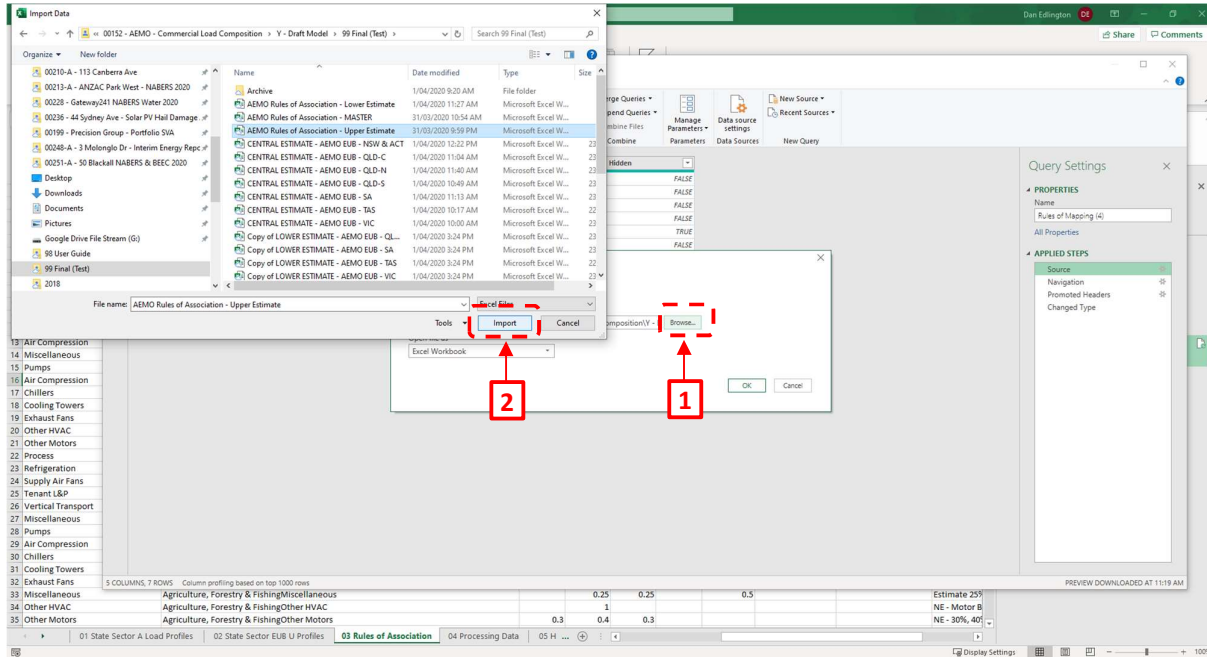 Import Data
Dan Edlington DE
« 00152 - AEMO - Commercial Load Composition › Y - Draft Model › 99 Final (Test) ›
Search 99 Final (Test)
Share Comments
Organize New folder
00210-A - 113 Canberra Ave
00213-A - ANZAC Park West - NABERS 2020
00228 - Gateway241 NABERS Water 2020
00236 - 44 Sydney Ave - Solar PV Hail Damage
00199 - Precision Group - Portfolio SVA
00248-A - 3 Molonglo Dr - Interim Energy Repc
00251-A - 50 Blackall NABERS & BEEC 2020
Desktop
Downloads
Documents
Pictures
Google Drive File Stream (G:)
98 User Guide
99 Final (Test)
2018
Name Date modified Type Size
Archive 1/04/2020 9:20 AM File folder
AEMO Rules of Association - Lower Estimate 1/04/2020 11:27 AM Microsoft Excel W...
AEMO Rules of Association - MASTER 31/03/2020 10:54 AM Microsoft Excel W...
AEMO Rules of Association - Upper Estimate 31/03/2020 9:59 PM Microsoft Excel W...
CENTRAL ESTIMATE - AEMO EUB - NSW & ACT 1/04/2020 12:22 PM Microsoft Excel W... 23
CENTRAL ESTIMATE - AEMO EUB - QLD-C 1/04/2020 11:04 AM Microsoft Excel W... 23
CENTRAL ESTIMATE - AEMO EUB - QLD-N 1/04/2020 11:40 AM Microsoft Excel W... 23
CENTRAL ESTIMATE - AEMO EUB - QLD-S 1/04/2020 10:49 AM Microsoft Excel W... 23
CENTRAL ESTIMATE - AEMO EUB - SA 1/04/2020 11:13 AM Microsoft Excel W... 23
CENTRAL ESTIMATE - AEMO EUB - TAS 1/04/2020 10:17 AM Microsoft Excel W... 22
CENTRAL ESTIMATE - AEMO EUB - VIC 1/04/2020 10:00 AM Microsoft Excel W... 23
Copy of LOWER ESTIMATE - AEMO EUB - QL... 1/04/2020 3:24 PM Microsoft Excel W... 23
Copy of LOWER ESTIMATE - AEMO EUB - SA 1/04/2020 3:24 PM Microsoft Excel W... 23
Copy of LOWER ESTIMATE - AEMO EUB - TAS 1/04/2020 3:24 PM Microsoft Excel W... 22
Copy of LOWER ESTIMATE - AEMO EUB - VIC 1/04/2020 3:24 PM Microsoft Excel W... 23
File name: AEMO Rules of Association - Upper Estimate Excel Files
Tools Import Cancel
Manage Parameters
Data source settings
New Source
Recent Sources
Combine Parameters Data Sources New Query
Hidden
FALSE
FALSE
FALSE
FALSE
TRUE
FALSE
Query Settings
PROPERTIES
Name
Rules of Mapping (4)
All Properties
APPLIED STEPS
Source
Navigation
Promoted Headers
Changed Type
Browse...
Excel Workbook
OK Cancel
2
1
13 Air Compression
14 Miscellaneous
15 Pumps
16 Air Compression
17 Chillers
18 Cooling Towers
19 Exhaust Fans
20 Other HVAC
21 Other Motors
22 Process
23 Refrigeration
24 Supply Air Fans
25 Tenant L&P
26 Vertical Transport
27 Miscellaneous
28 Pumps
29 Air Compression
30 Chillers
31 Cooling Towers
32 Exhaust Fans
5 COLUMNS, 7 ROWS Column profiling based on top 1000 rows PREVIEW DOWNLOADED AT 11:19 AM
33 Miscellaneous Agriculture, Forestry & FishingMiscellaneous 0.25 0.25 0.5 Estimate 25%
34 Other HVAC Agriculture, Forestry & FishingOther HVAC 1 NE - Motor B
35 Other Motors Agriculture, Forestry & FishingOther Motors 0.3 0.4 0.3 NE - 30%, 40%
01 State Sector A Load Profiles 02 State Sector EUB U Profiles 03 Rules of Association 04 Processing Data 05 H ...
Display Settings 100%